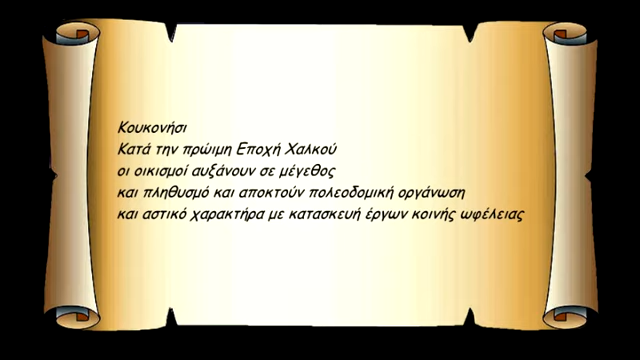 Κουκονήσι
Κατά την πρώιμη Εποχή Χαλκού
οι οικισμοί αυξάνουν σε μέγεθος
και πληθυσμό και αποκτούν πολεοδομική οργάνωση
και αστικό χαρακτήρα με κατασκευή έργων κοινής ωφέλειας